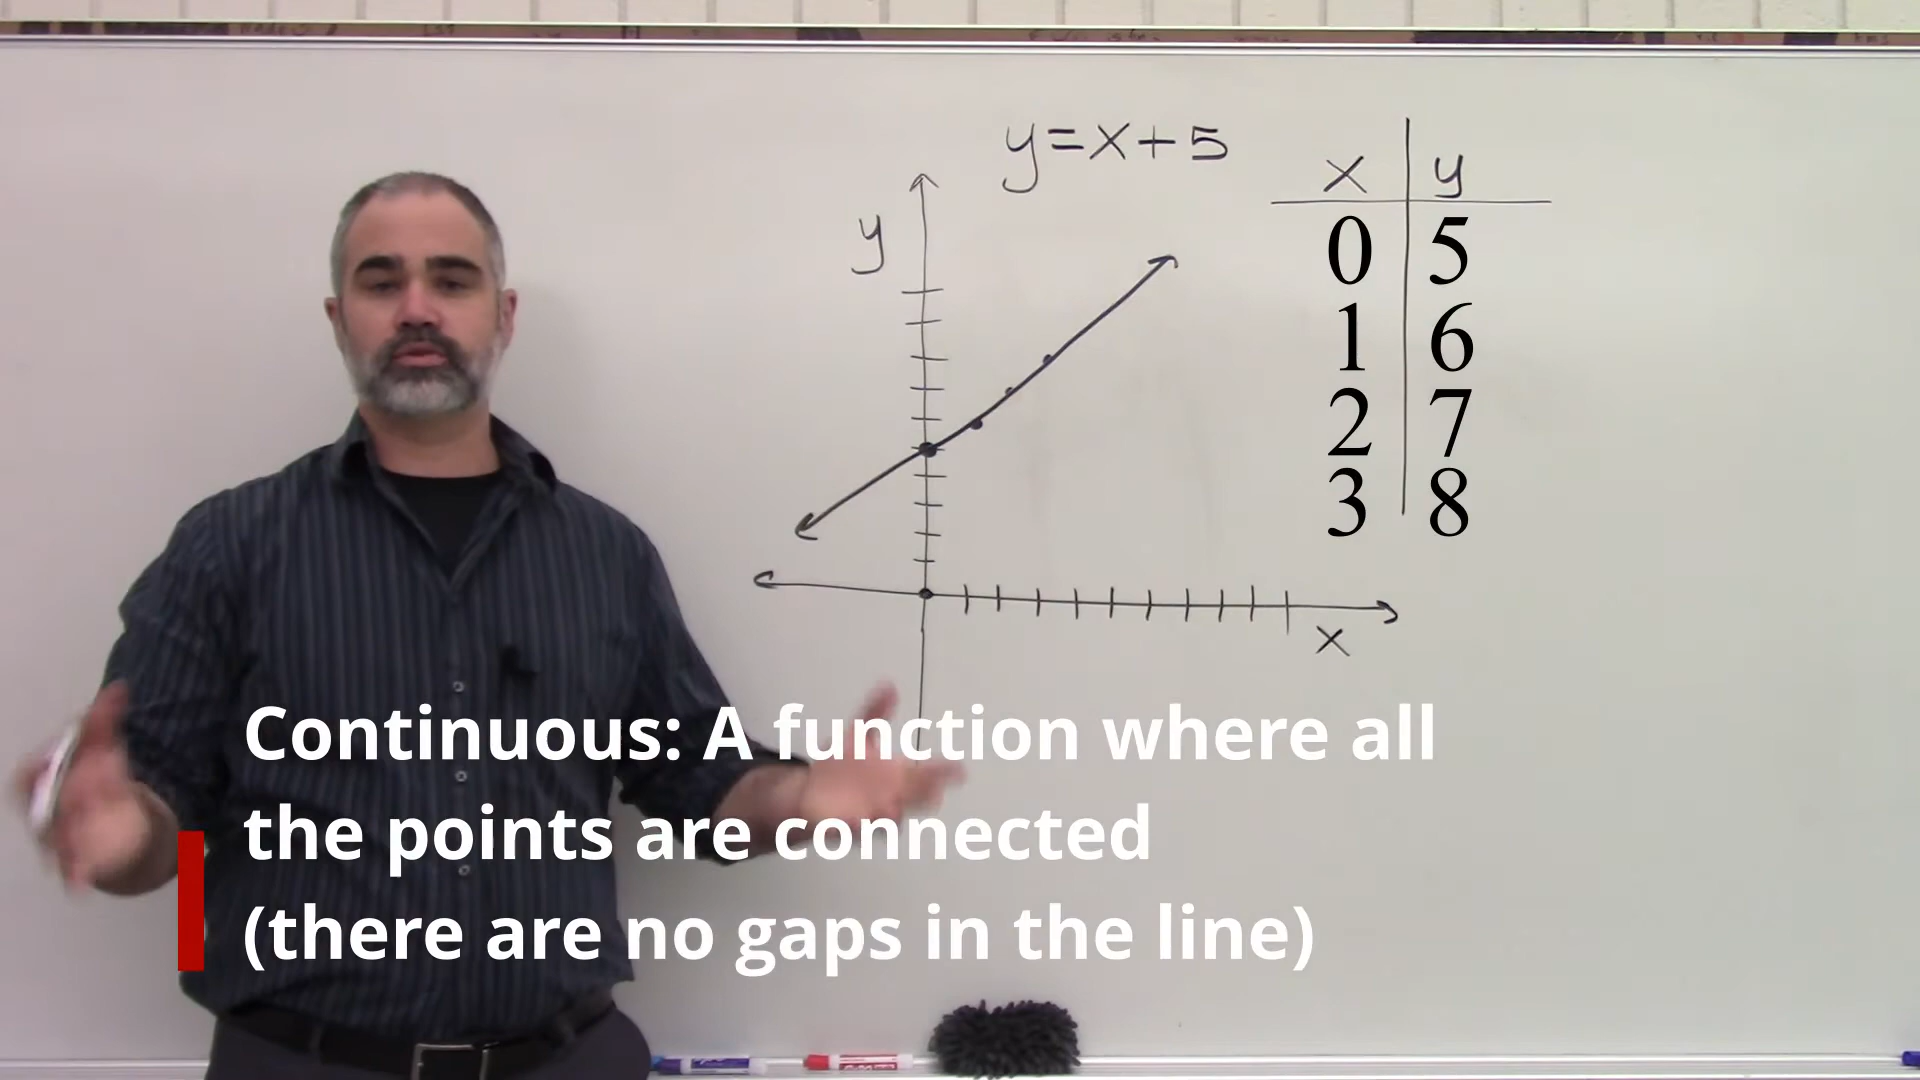 y=x+5
x y
0 5
1 6
2 7
3 8
y
x
Continuous: A function where all
the points are connected
(there are no gaps in the line)